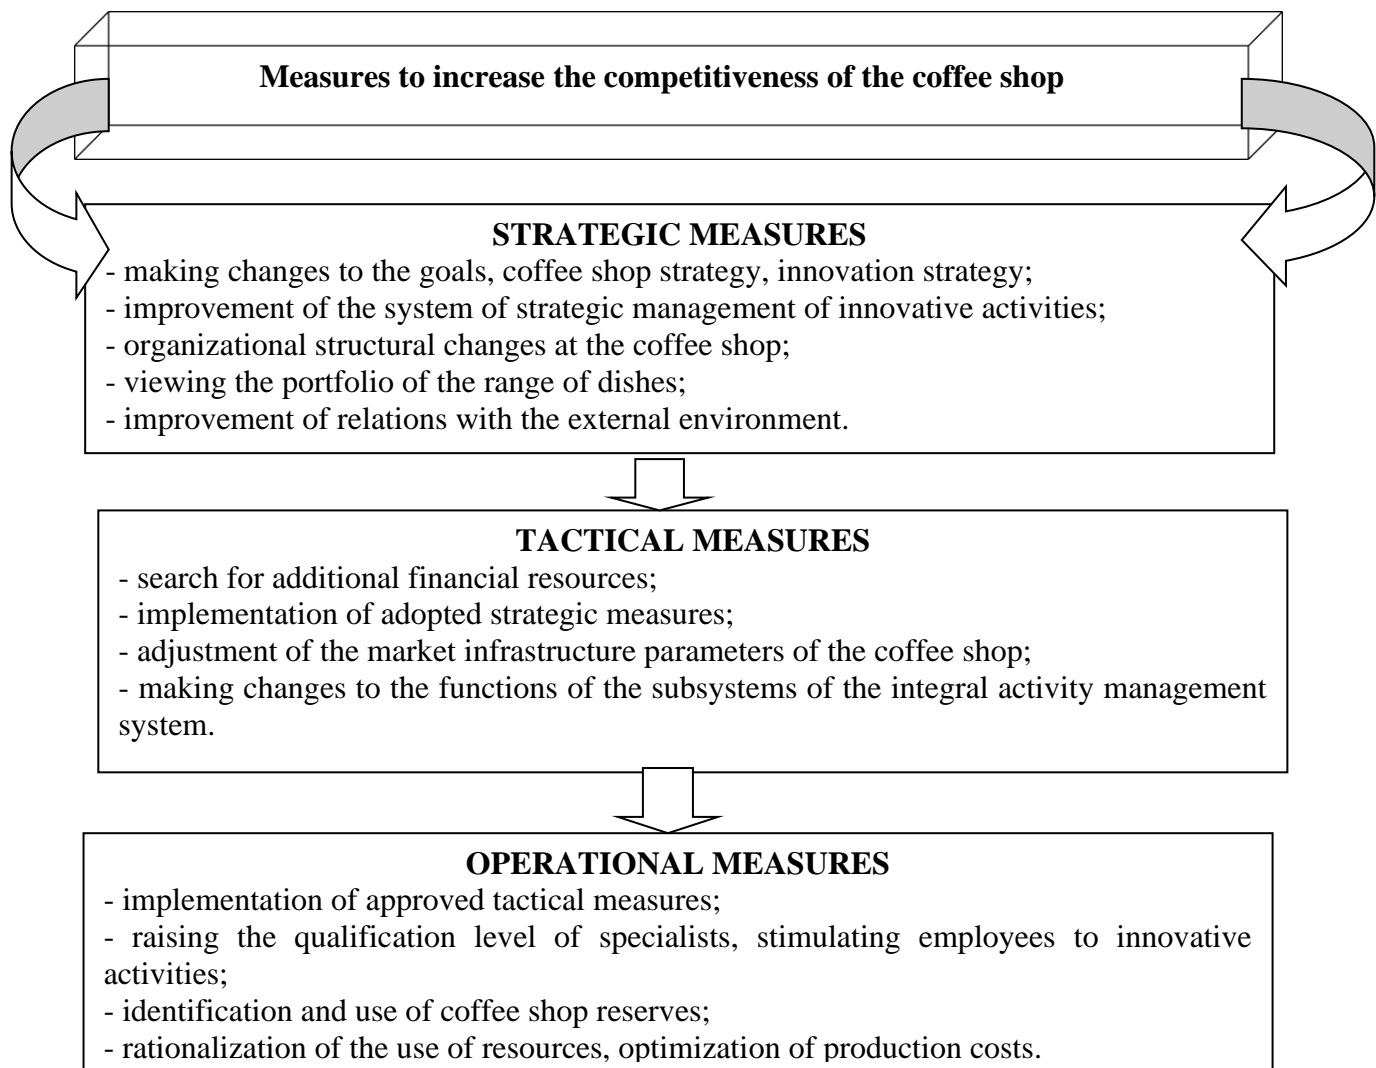 Measures to increase the competitiveness of the coffee shop
STRATEGIC MEASURES
- making changes to the goals, coffee shop strategy, innovation strategy;
- improvement of the system of strategic management of innovative activities;
- organizational structural changes at the coffee shop;
- viewing the portfolio of the range of dishes;
- improvement of relations with the external environment.
TACTICAL MEASURES
- search for additional financial resources;
- implementation of adopted strategic measures;
- adjustment of the market infrastructure parameters of the coffee shop;
- making changes to the functions of the subsystems of the integral activity management
system.
OPERATIONAL MEASURES
- implementation of approved tactical measures;
- raising the qualification level of specialists, stimulating employees to innovative
activities;
- identification and use of coffee shop reserves;
- rationalization of the use of resources, optimization of production costs.